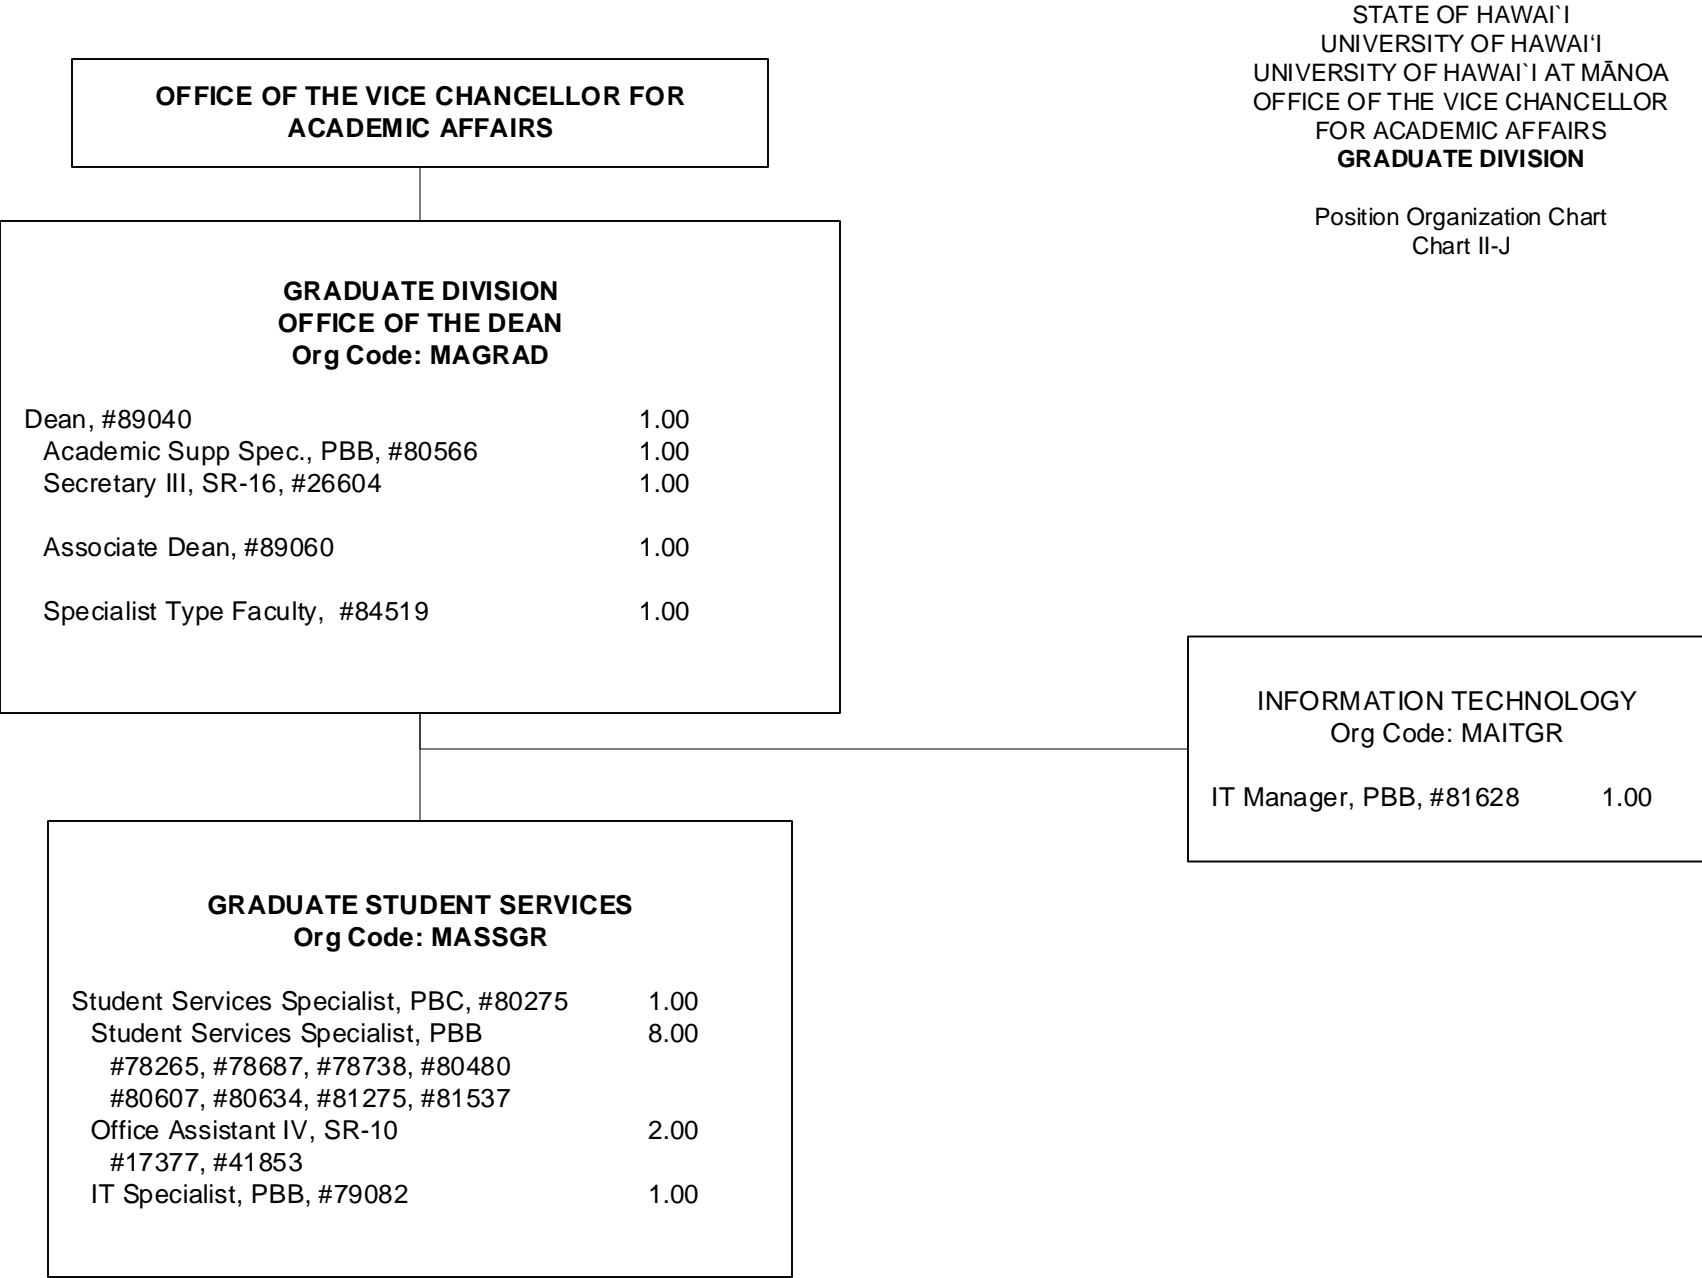 STATE OF HAWAI`I
UNIVERSITY OF HAWAI‘I
UNIVERSITY OF HAWAI`I AT MĀNOA
OFFICE OF THE VICE CHANCELLOR
FOR ACADEMIC AFFAIRS
GRADUATE DIVISION
Position Organization Chart
Chart II-J
OFFICE OF THE VICE CHANCELLOR FOR
ACADEMIC AFFAIRS
GRADUATE DIVISION
OFFICE OF THE DEAN
Org Code: MAGRAD
Dean, #89040 1.00
Academic Supp Spec., PBB, #80566 1.00
Secretary III, SR-16, #26604 1.00
Associate Dean, #89060 1.00
Specialist Type Faculty, #84519 1.00
INFORMATION TECHNOLOGY
Org Code: MAITGR
IT Manager, PBB, #81628 1.00
GRADUATE STUDENT SERVICES
Org Code: MASSGR
Student Services Specialist, PBC, #80275 1.00
Student Services Specialist, PBB 8.00
#78265, #78687, #78738, #80480
#80607, #80634, #81275, #81537
Office Assistant IV, SR-10 2.00
#17377, #41853
IT Specialist, PBB, #79082 1.00